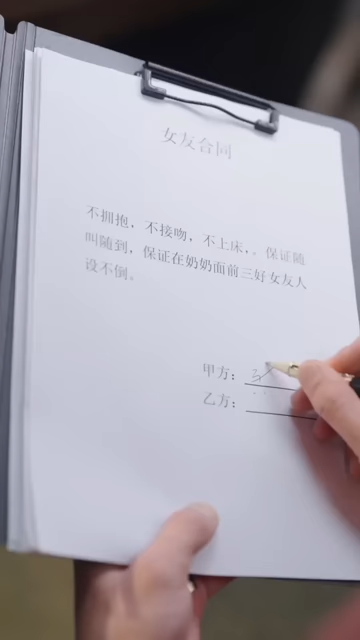 女友合同
不拥抱，不接吻，不上床，。保证随
叫随到，保证在奶奶面前三好女友人
设不倒。
甲方：
乙方：